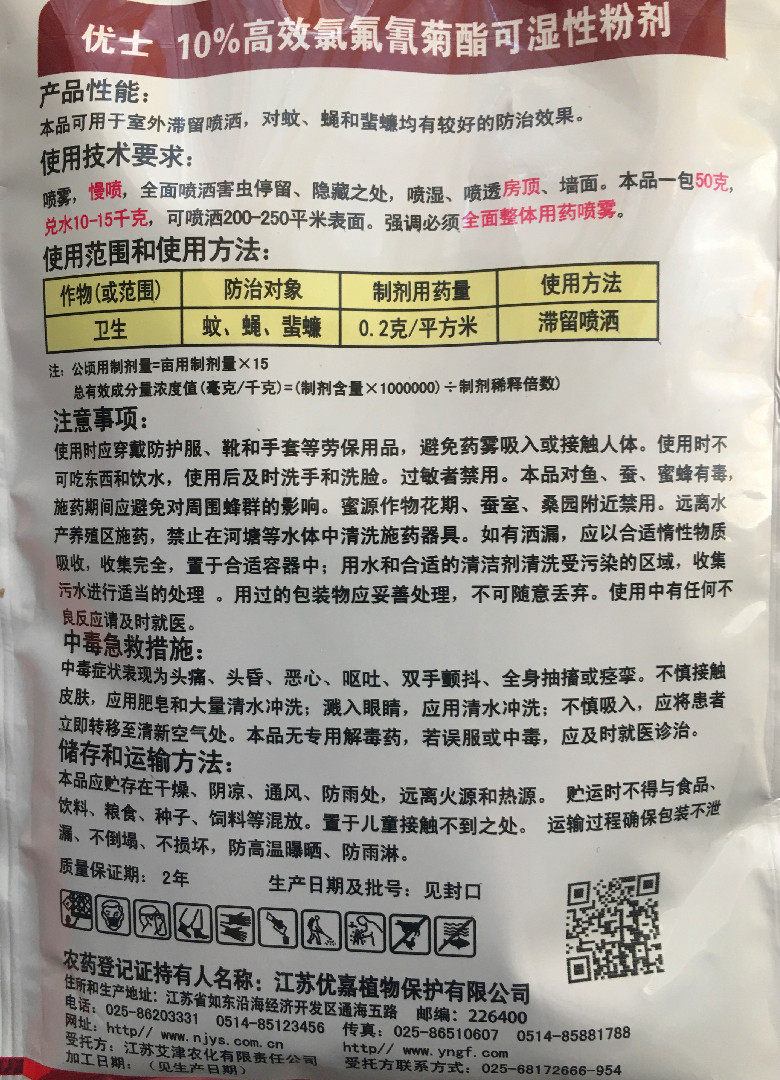 优士 10%高效氯氟氰菊酯可湿性粉剂
产品性能：
本品可用于室外滞留喷洒，对蚊、蝇和蜚蠊均有较好的防治效果。
使用技术要求：
喷雾，慢喷，全面喷洒害虫停留、隐藏之处，喷湿、喷透房顶、墙面。本品一包50克，
兑水10-15千克，可喷洒200-250平米表面。强调必须全面整体用药喷雾。
使用范围和使用方法：
作物(或范围) 防治对象 制剂用药量 使用方法
卫生 蚊、蝇、蜚蠊 0.2克/平方米 滞留喷洒
注：公顷用制剂量=亩用制剂量×15
总有效成分量浓度值(毫克/千克)=(制剂含量×1000000)÷制剂稀释倍数)
注意事项：
使用时应穿戴防护服、靴和手套等劳保用品，避免药雾吸入或接触人体。使用时不
可吃东西和饮水，使用后及时洗手和洗脸。过敏者禁用。本品对鱼、蚕、蜜蜂有毒，
施药期间应避免对周围蜂群的影响。蜜源作物花期、蚕室、桑园附近禁用。远离水
产养殖区施药，禁止在河塘等水体中清洗施药器具。如有洒漏，应以合适惰性物质
吸收，收集完全，置于合适容器中；用水和合适的清洁剂清洗受污染的区域，收集
污水进行适当的处理 。用过的包装物应妥善处理，不可随意丢弃。使用中有任何不
良反应请及时就医。
中毒急救措施：
中毒症状表现为头痛、头昏、恶心、呕吐、双手颤抖、全身抽搐或痉挛。不慎接触
皮肤，应用肥皂和大量清水冲洗；溅入眼睛，应用清水冲洗；不慎吸入，应将患者
立即转移至清新空气处。本品无专用解毒药，若误服或中毒，应及时就医诊治。
储存和运输方法：
本品应贮存在干燥、阴凉、通风、防雨处，远离火源和热源。 贮运时不得与食品、
饮料、粮食、种子、饲料等混放。置于儿童接触不到之处。 运输过程确保包装不泄
漏、不倒塌、不损坏，防高温曝晒、防雨淋。
质量保证期： 2年 生产日期及批号：见封口
农药登记证持有人名称：江苏优嘉植物保护有限公司
住所和生产地址：江苏省如东沿海经济开发区通海五路 邮编：226400
电话：025-86203331 0514-85123456 传真：025-86510607 0514-85881788
网址：http// www.njys.com.cn http// www.yngf.com
受托方：江苏艾津农化有限责任公司 受托方联系方式：025-68172666-954
加工日期：（见生产日期）